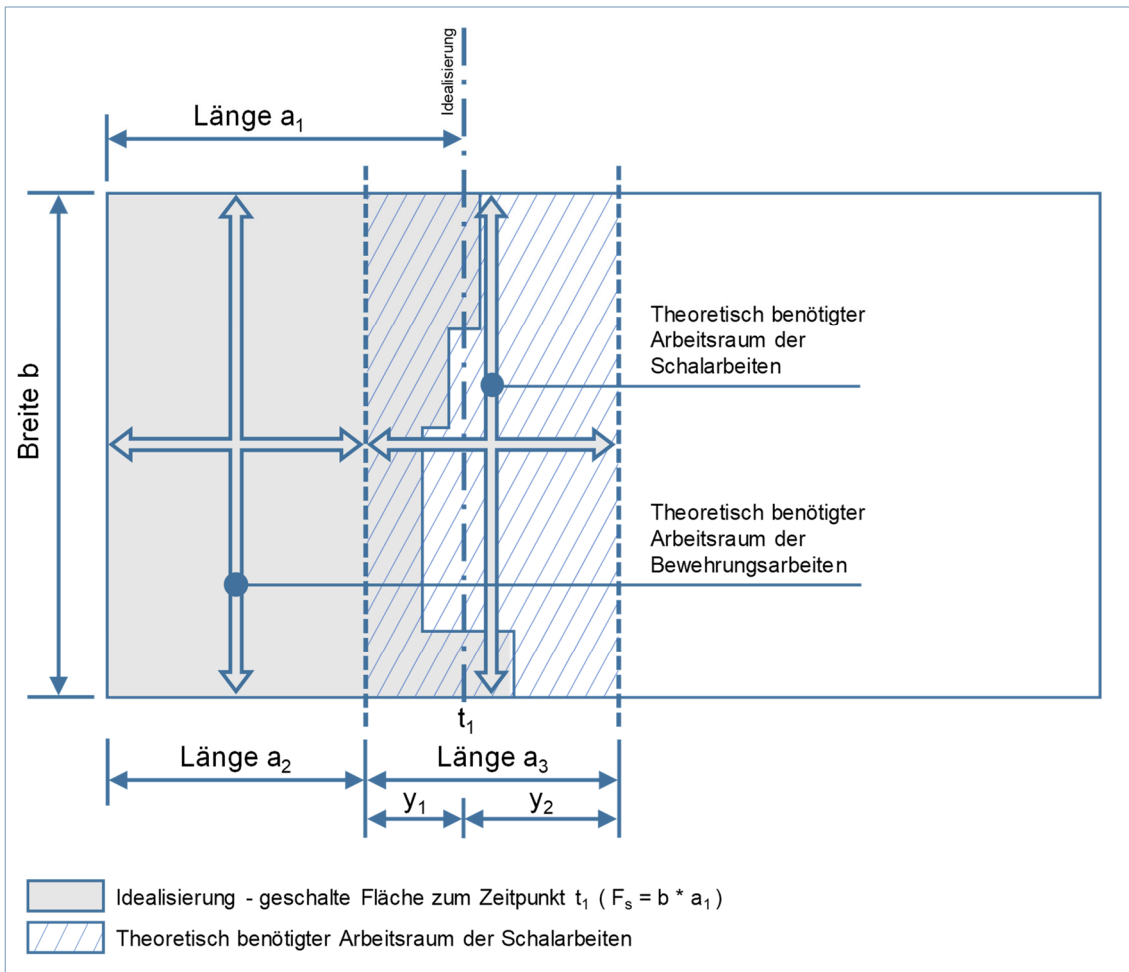 Idealisierung
Länge a₁
Breite b
Theoretisch benötigter
Arbeitsraum der
Schalarbeiten
Theoretisch benötigter
Arbeitsraum der
Bewehrungsarbeiten
t₁
Länge a₂
Länge a₃
y₁
y₂
Idealisierung - geschalte Fläche zum Zeitpunkt t₁ ( Fₛ = b * a₁ )
Theoretisch benötigter Arbeitsraum der Schalarbeiten